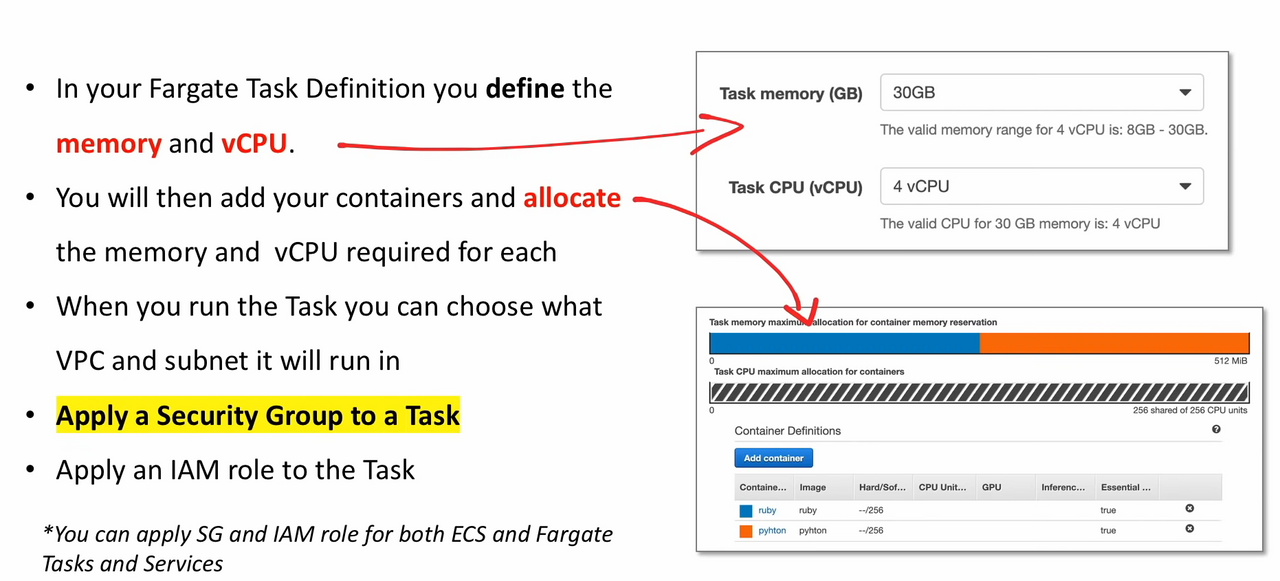 • In your Fargate Task Definition you define the
memory and vCPU.
• You will then add your containers and allocate
the memory and vCPU required for each
• When you run the Task you can choose what
VPC and subnet it will run in
• Apply a Security Group to a Task
• Apply an IAM role to the Task
*You can apply SG and IAM role for both ECS and Fargate
Tasks and Services
Task memory (GB) 30GB
The valid memory range for 4 vCPU is: 8GB - 30GB.
Task CPU (vCPU) 4 vCPU
The valid CPU for 30 GB memory is: 4 vCPU
Task memory maximum allocation for container memory reservation
0 512 MiB
Task CPU maximum allocation for containers
0 256 shared of 256 CPU units
Container Definitions
Add container
Containe... Image Hard/Sof... CPU Unit... GPU Inferenc... Essential ...
ruby ruby --/256 true
pyhton pyhton --/256 true